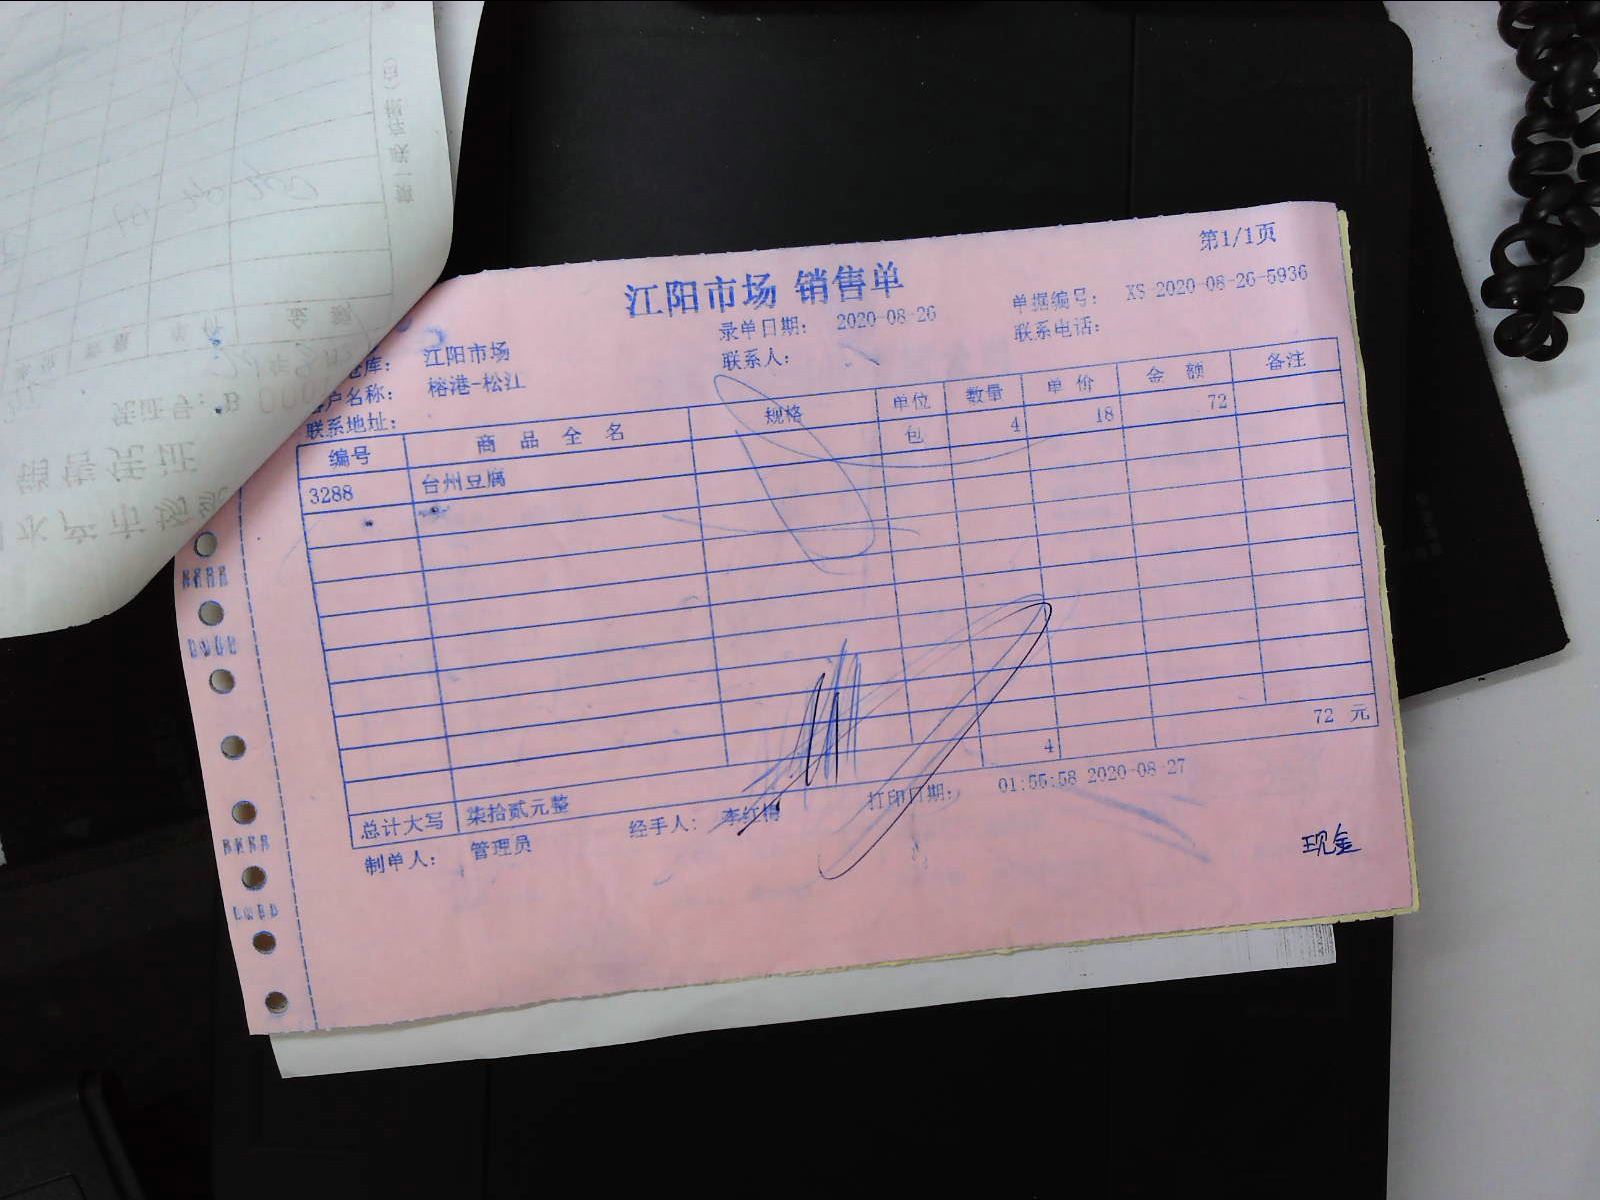 第1/1页
江阳市场 销售单
录单日期： 2020-08-26 单据编号： XS-2020-08-26-5936
仓库： 江阳市场 联系人： 联系电话：
客户名称： 榕港-松江
联系地址：
编号 商品全名 规格 单位 数量 单价 金额 备注
3288 台州豆腐 包 4 18 72
4 72 元
总计大写 柒拾贰元整
制单人： 管理员 经手人： 李红梅 打印日期： 01:55:58 2020-08-27
现金